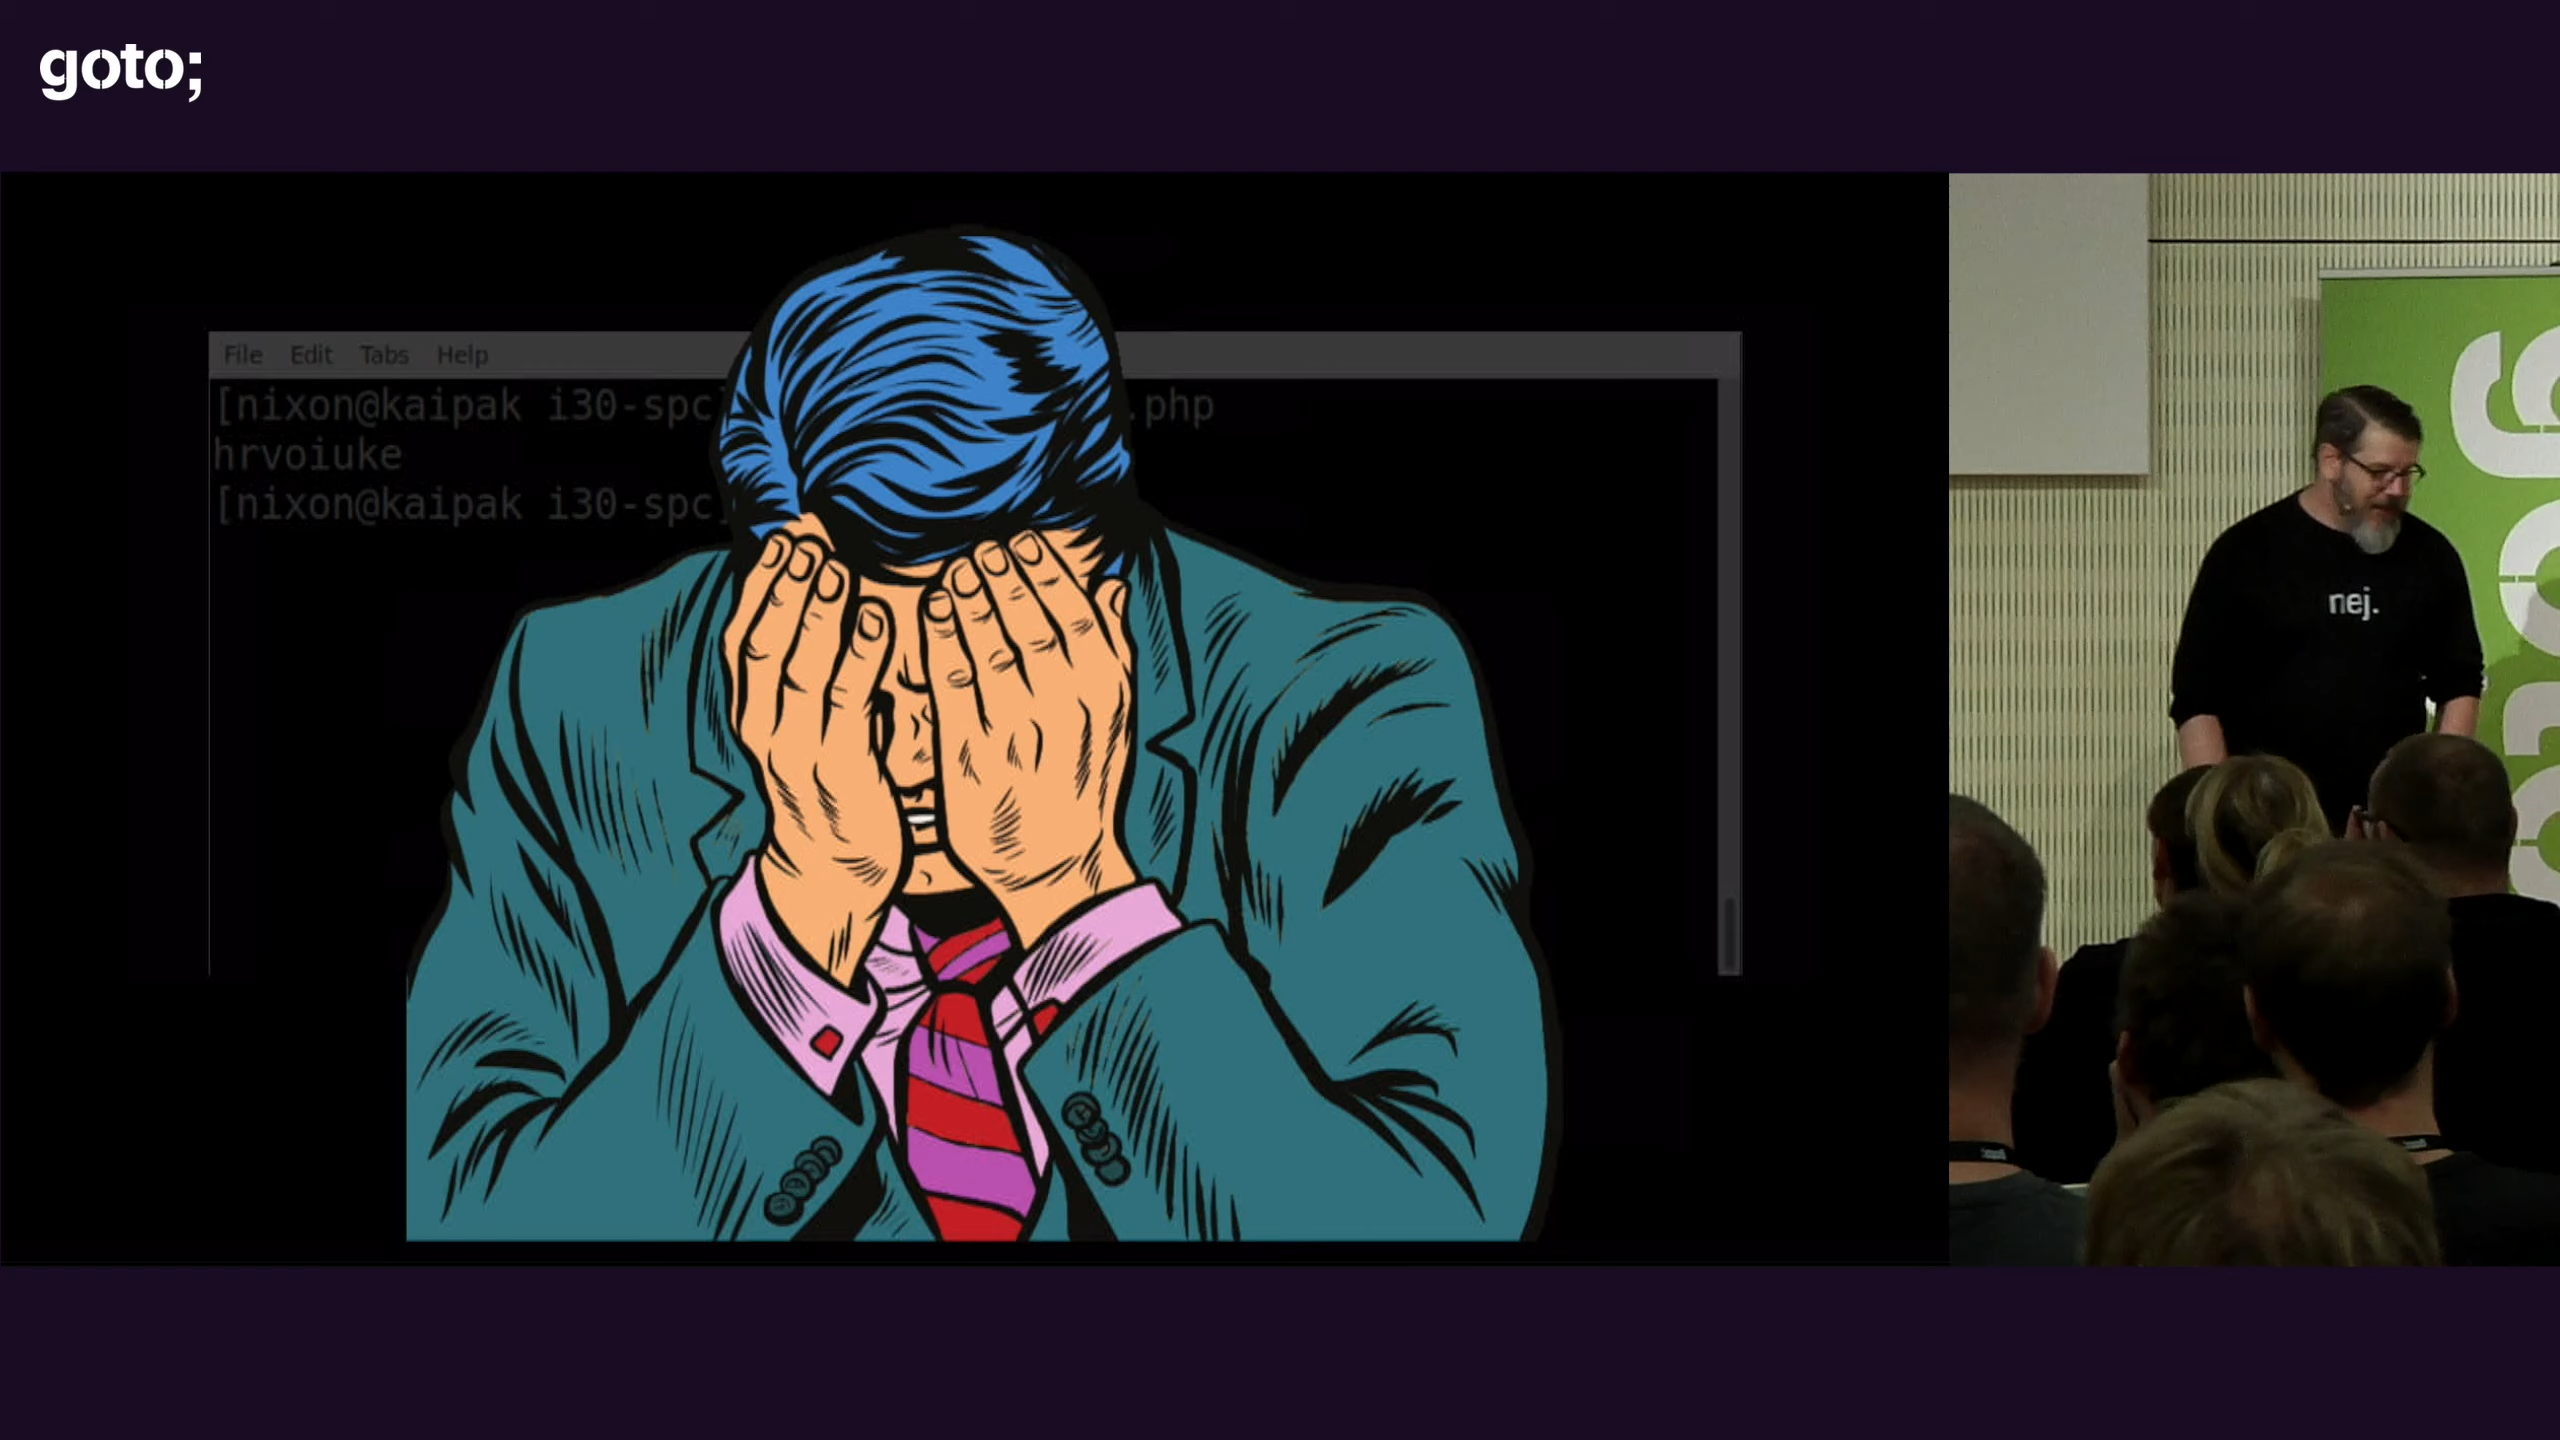 goto;
File Edit Tabs Help
[nixon@kaipak i30-spc] .php
hrvoiuke
[nixon@kaipak i30-spc]
nej.